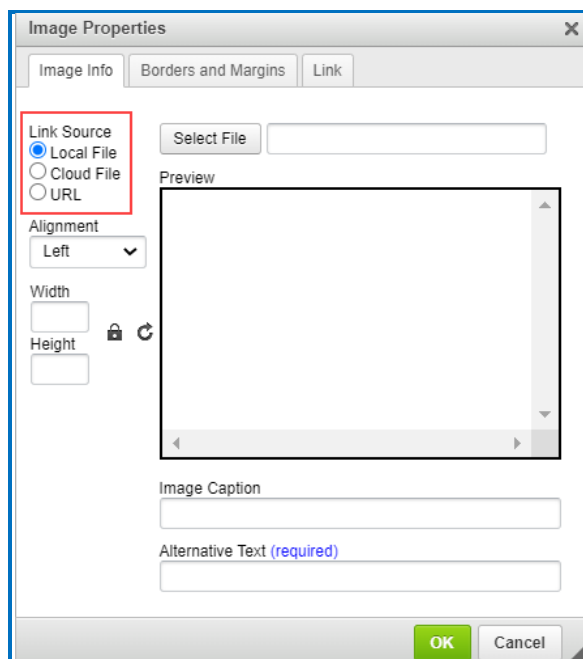 Image Properties
Image Info
Borders and Margins
Link
Link Source
Local File
Cloud File
URL
Select File
Preview
Alignment
Left
Width
Height
Image Caption
Alternative Text (required)
OK
Cancel